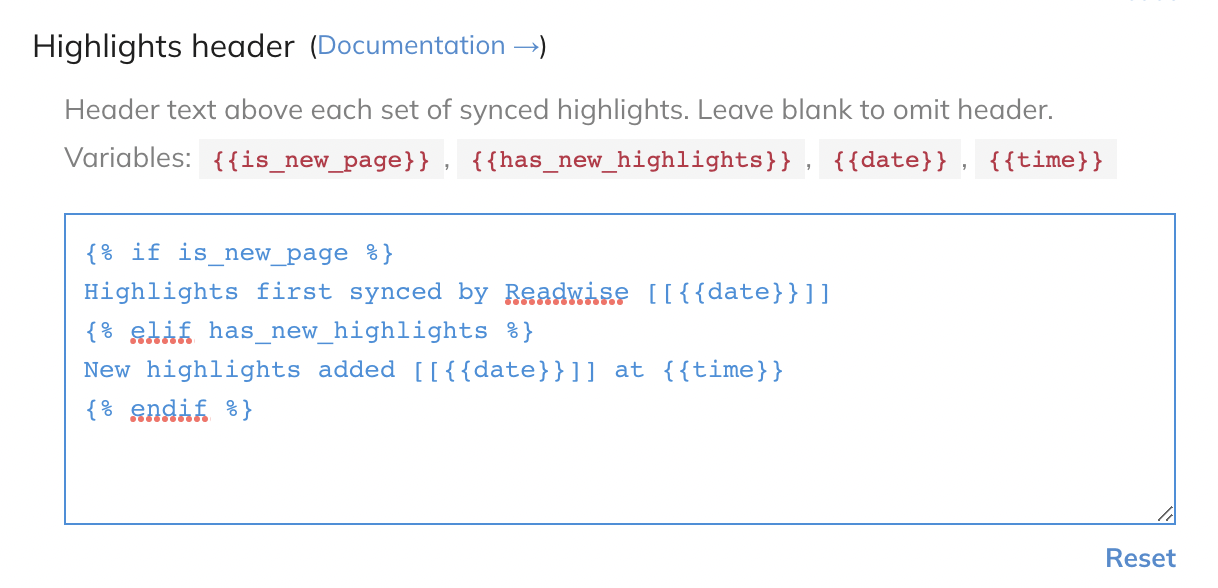 Highlights header (Documentation →)
Header text above each set of synced highlights. Leave blank to omit header.
Variables: {{is_new_page}} , {{has_new_highlights}} , {{date}} , {{time}}
{% if is_new_page %}
Highlights first synced by Readwise [[{{date}}]]
{% elif has_new_highlights %}
New highlights added [[{{date}}]] at {{time}}
{% endif %}
Reset